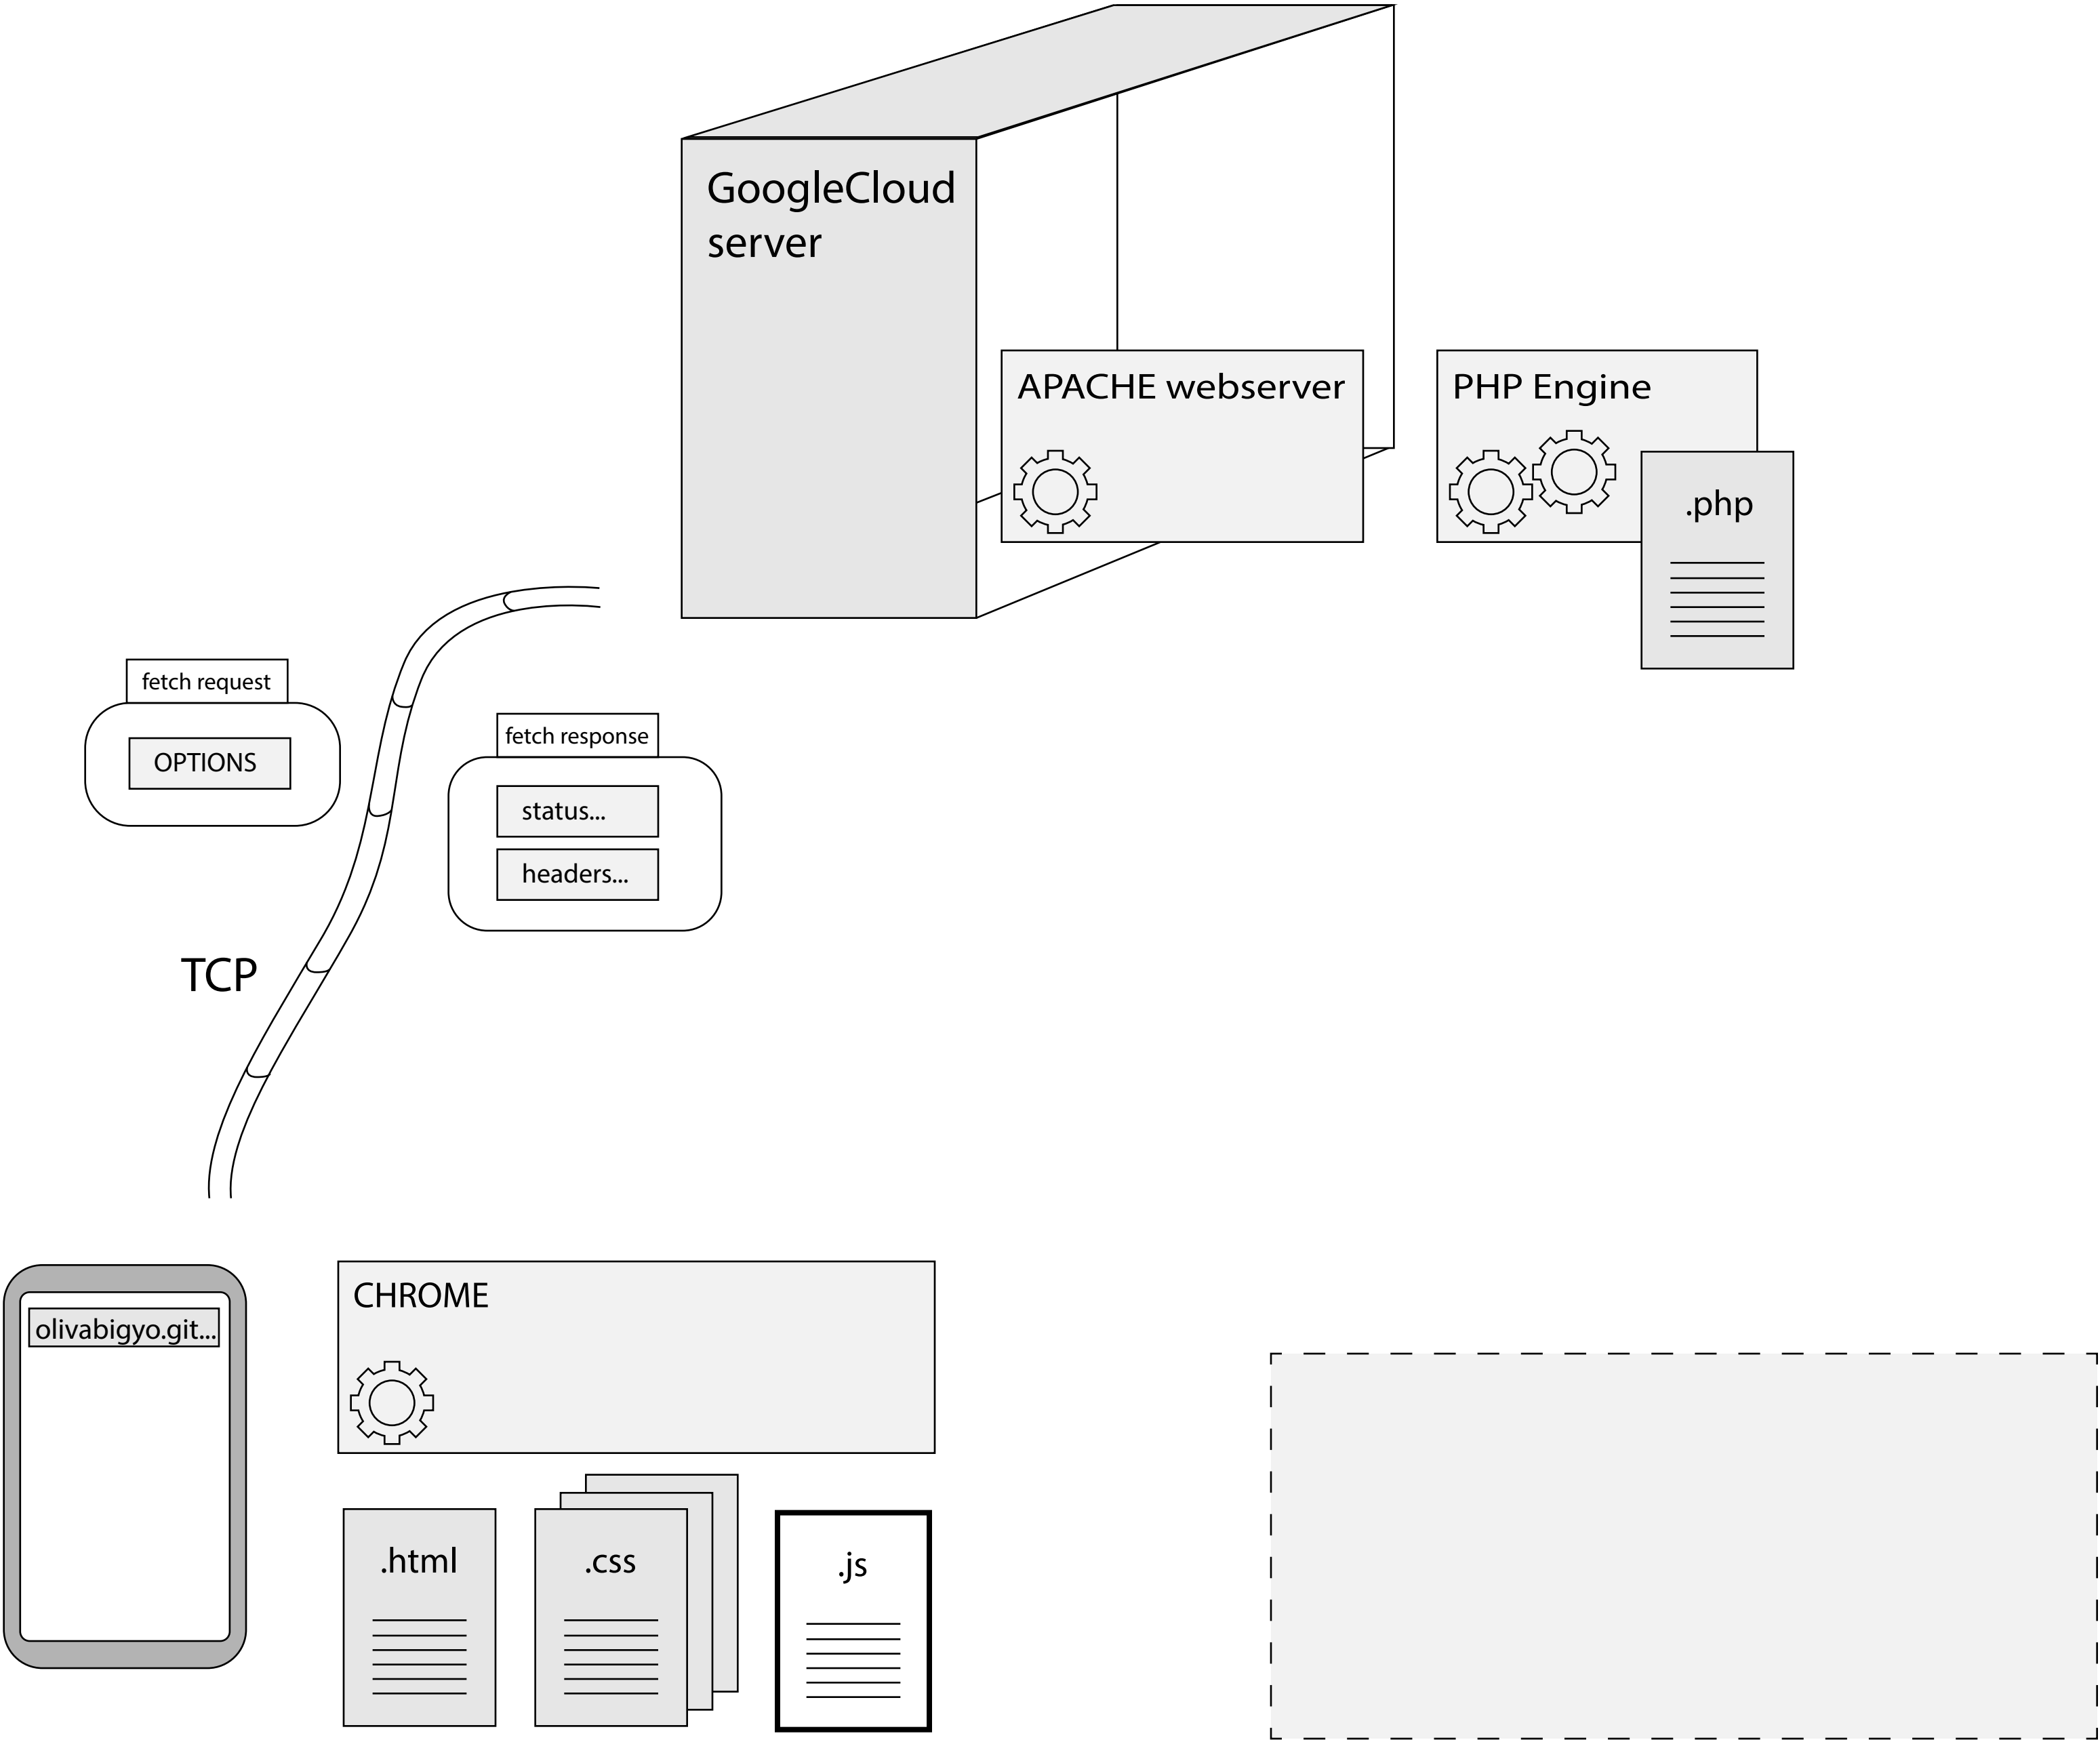 GoogleCloud
server
APACHE webserver
PHP Engine
.php
fetch request
OPTIONS
fetch response
status...
headers...
TCP
olivabigyo.git...
CHROME
.html
.css
.js